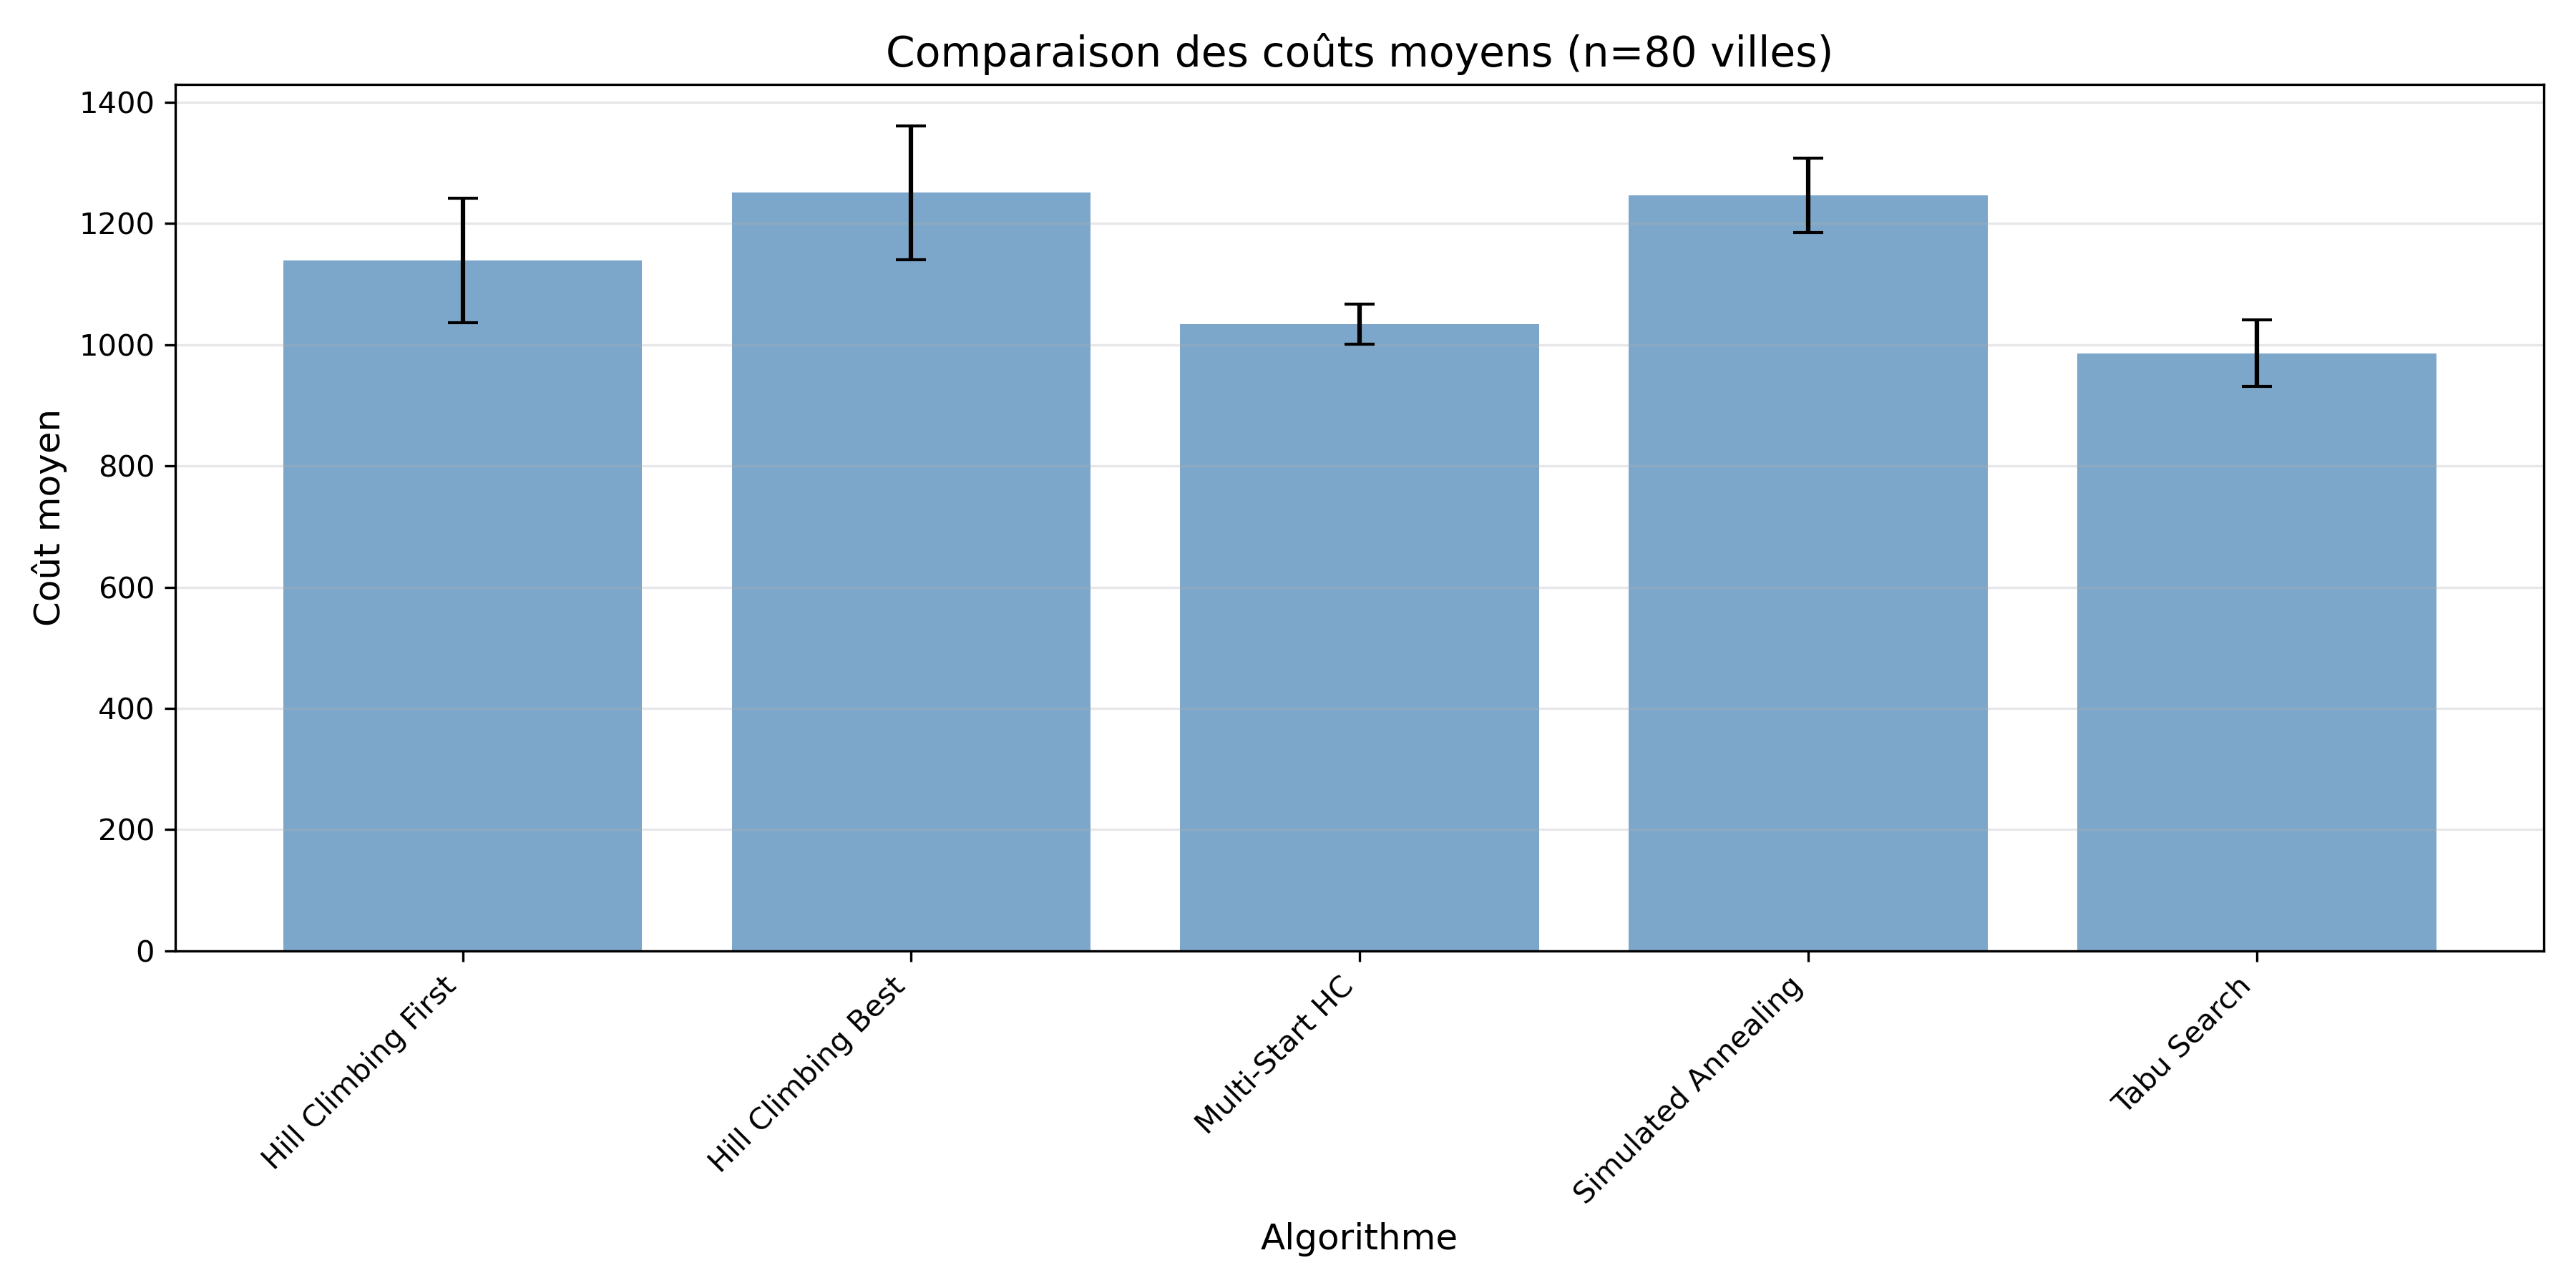 Comparaison des coûts moyens (n=80 villes)
Coût moyen
1400
1200
1000
800
600
400
200
0
Hill Climbing First
Hill Climbing Best
Multi-Start HC
Simulated Annealing
Tabu Search
Algorithme